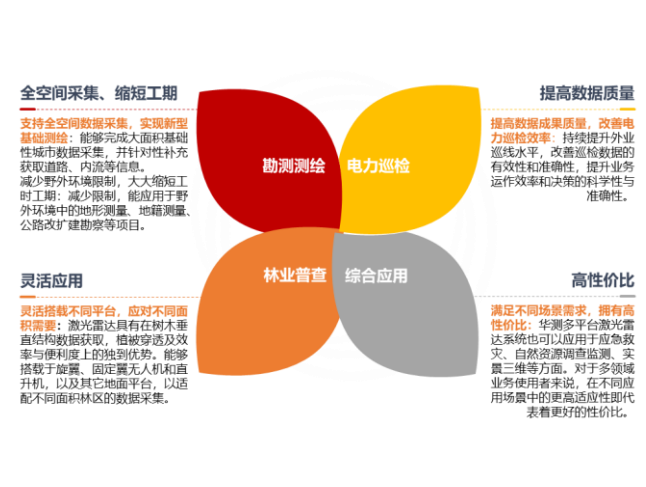 全空间采集、缩短工期
支持全空间数据采集，实现新型
基础测绘：能够完成大面积基础
性城市数据采集，并针对性补充
获取道路、内流等信息。
减少野外环境限制，大大缩短工
时工期：减少限制，能应用于野
外环境中的地形测量、地籍测量、
公路改扩建勘察等项目。
勘测测绘
电力巡检
提高数据质量
提高数据成果质量，改善电
力巡检效率：持续提升外业
巡线水平，改善巡检数据的
有效性和准确性，提升业务
运作效率和决策的科学性与
准确性。
灵活应用
灵活搭载不同平台，应对不同面
积需要：激光雷达具有在树木垂
直结构数据获取，植被穿透及效
率与便利度上的独到优势。能够
搭载于旋翼、固定翼无人机和直
升机，以及其它地面平台，以适
配不同面积林区的数据采集。
林业普查
综合应用
高性价比
满足不同场景需求，拥有高
性价比：华测多平台激光雷
达系统也可以应用于应急救
灾、自然资源调查监测、实
景三维等方面。对于多领域
业务使用者来说，在不同应
用场景中的更高适应性即代
表着更好的性价比。